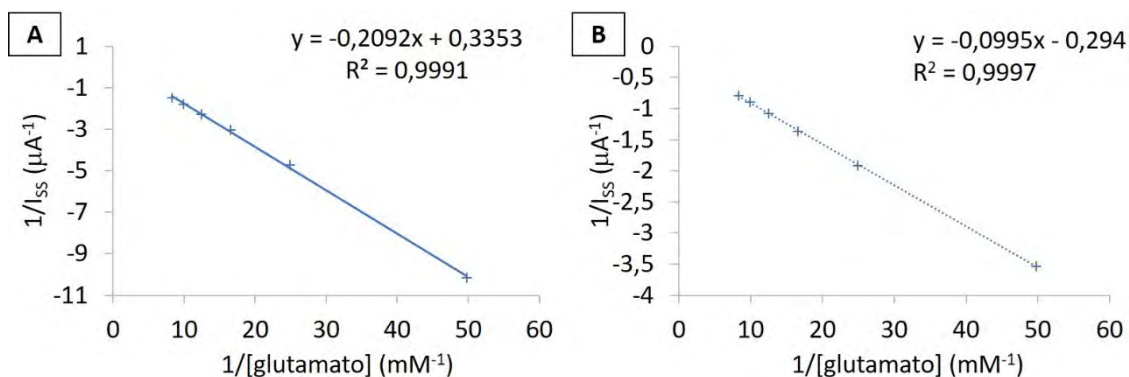 A
y = -0,2092x + 0,3353
R² = 0,9991
1
-1
-3
-5
-7
-9
-11
1/ISS (µA-1)
0 10 20 30 40 50 60
1/[glutamato] (mM-1)
B
y = -0,0995x - 0,294
R² = 0,9997
0
-0,5
-1
-1,5
-2
-2,5
-3
-3,5
-4
1/ISS (µA-1)
0 10 20 30 40 50 60
1/[glutamato] (mM-1)